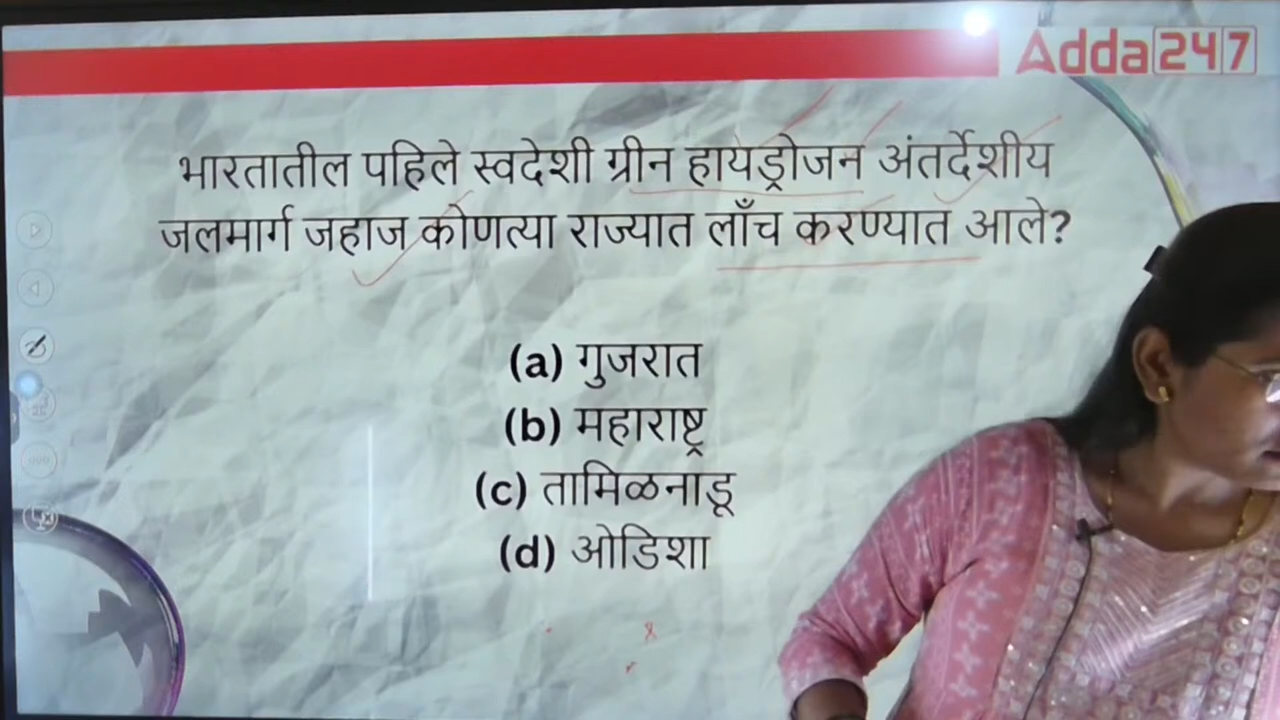 Adda247
भारतातील पहिले स्वदेशी ग्रीन हायड्रोजन अंतर्देशीय
जलमार्ग जहाज कोणत्या राज्यात लाँच करण्यात आले?
(a) गुजरात
(b) महाराष्ट्र
(c) तामिळनाडू
(d) ओडिशा